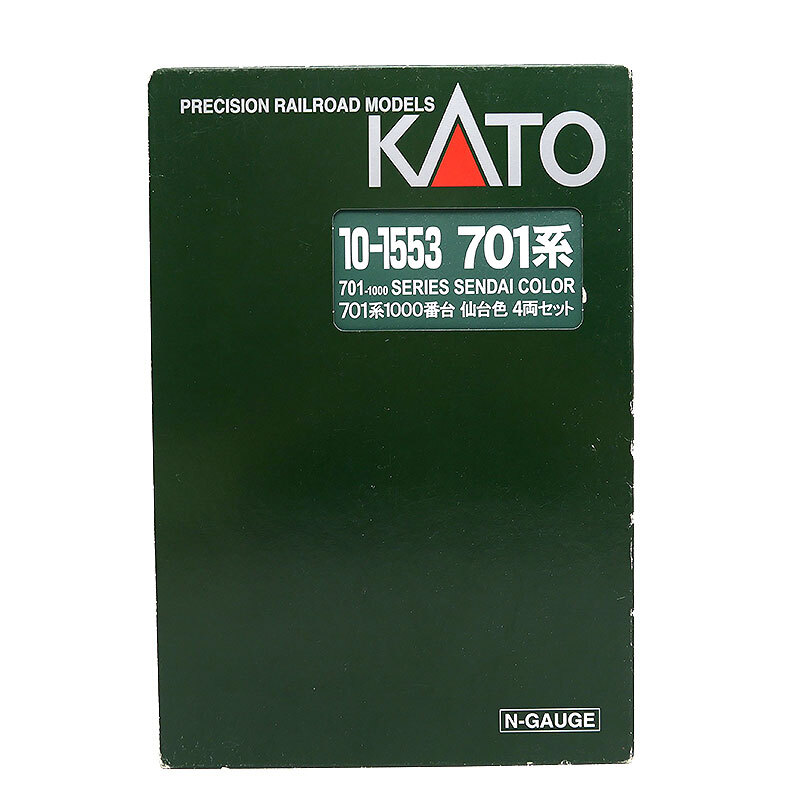 PRECISION RAILROAD MODELS
KATO
10-1553 701系
701-1000 SERIES SENDAI COLOR
701系1000番台 仙台色 4両セット
N-GAUGE